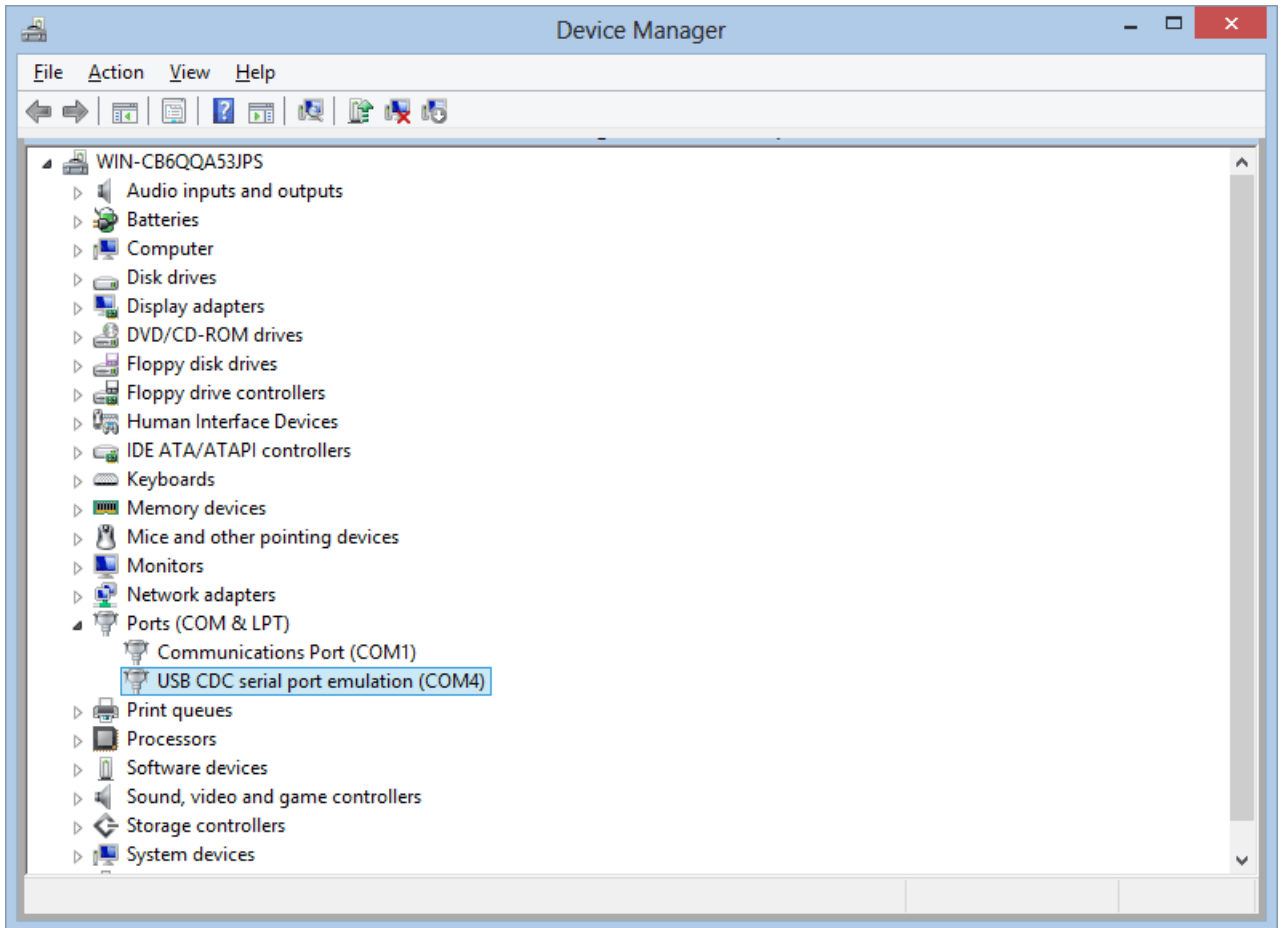 Device Manager
File Action View Help
WIN-CB6QQA53JPS
Audio inputs and outputs
Batteries
Computer
Disk drives
Display adapters
DVD/CD-ROM drives
Floppy disk drives
Floppy drive controllers
Human Interface Devices
IDE ATA/ATAPI controllers
Keyboards
Memory devices
Mice and other pointing devices
Monitors
Network adapters
Ports (COM & LPT)
Communications Port (COM1)
USB CDC serial port emulation (COM4)
Print queues
Processors
Software devices
Sound, video and game controllers
Storage controllers
System devices